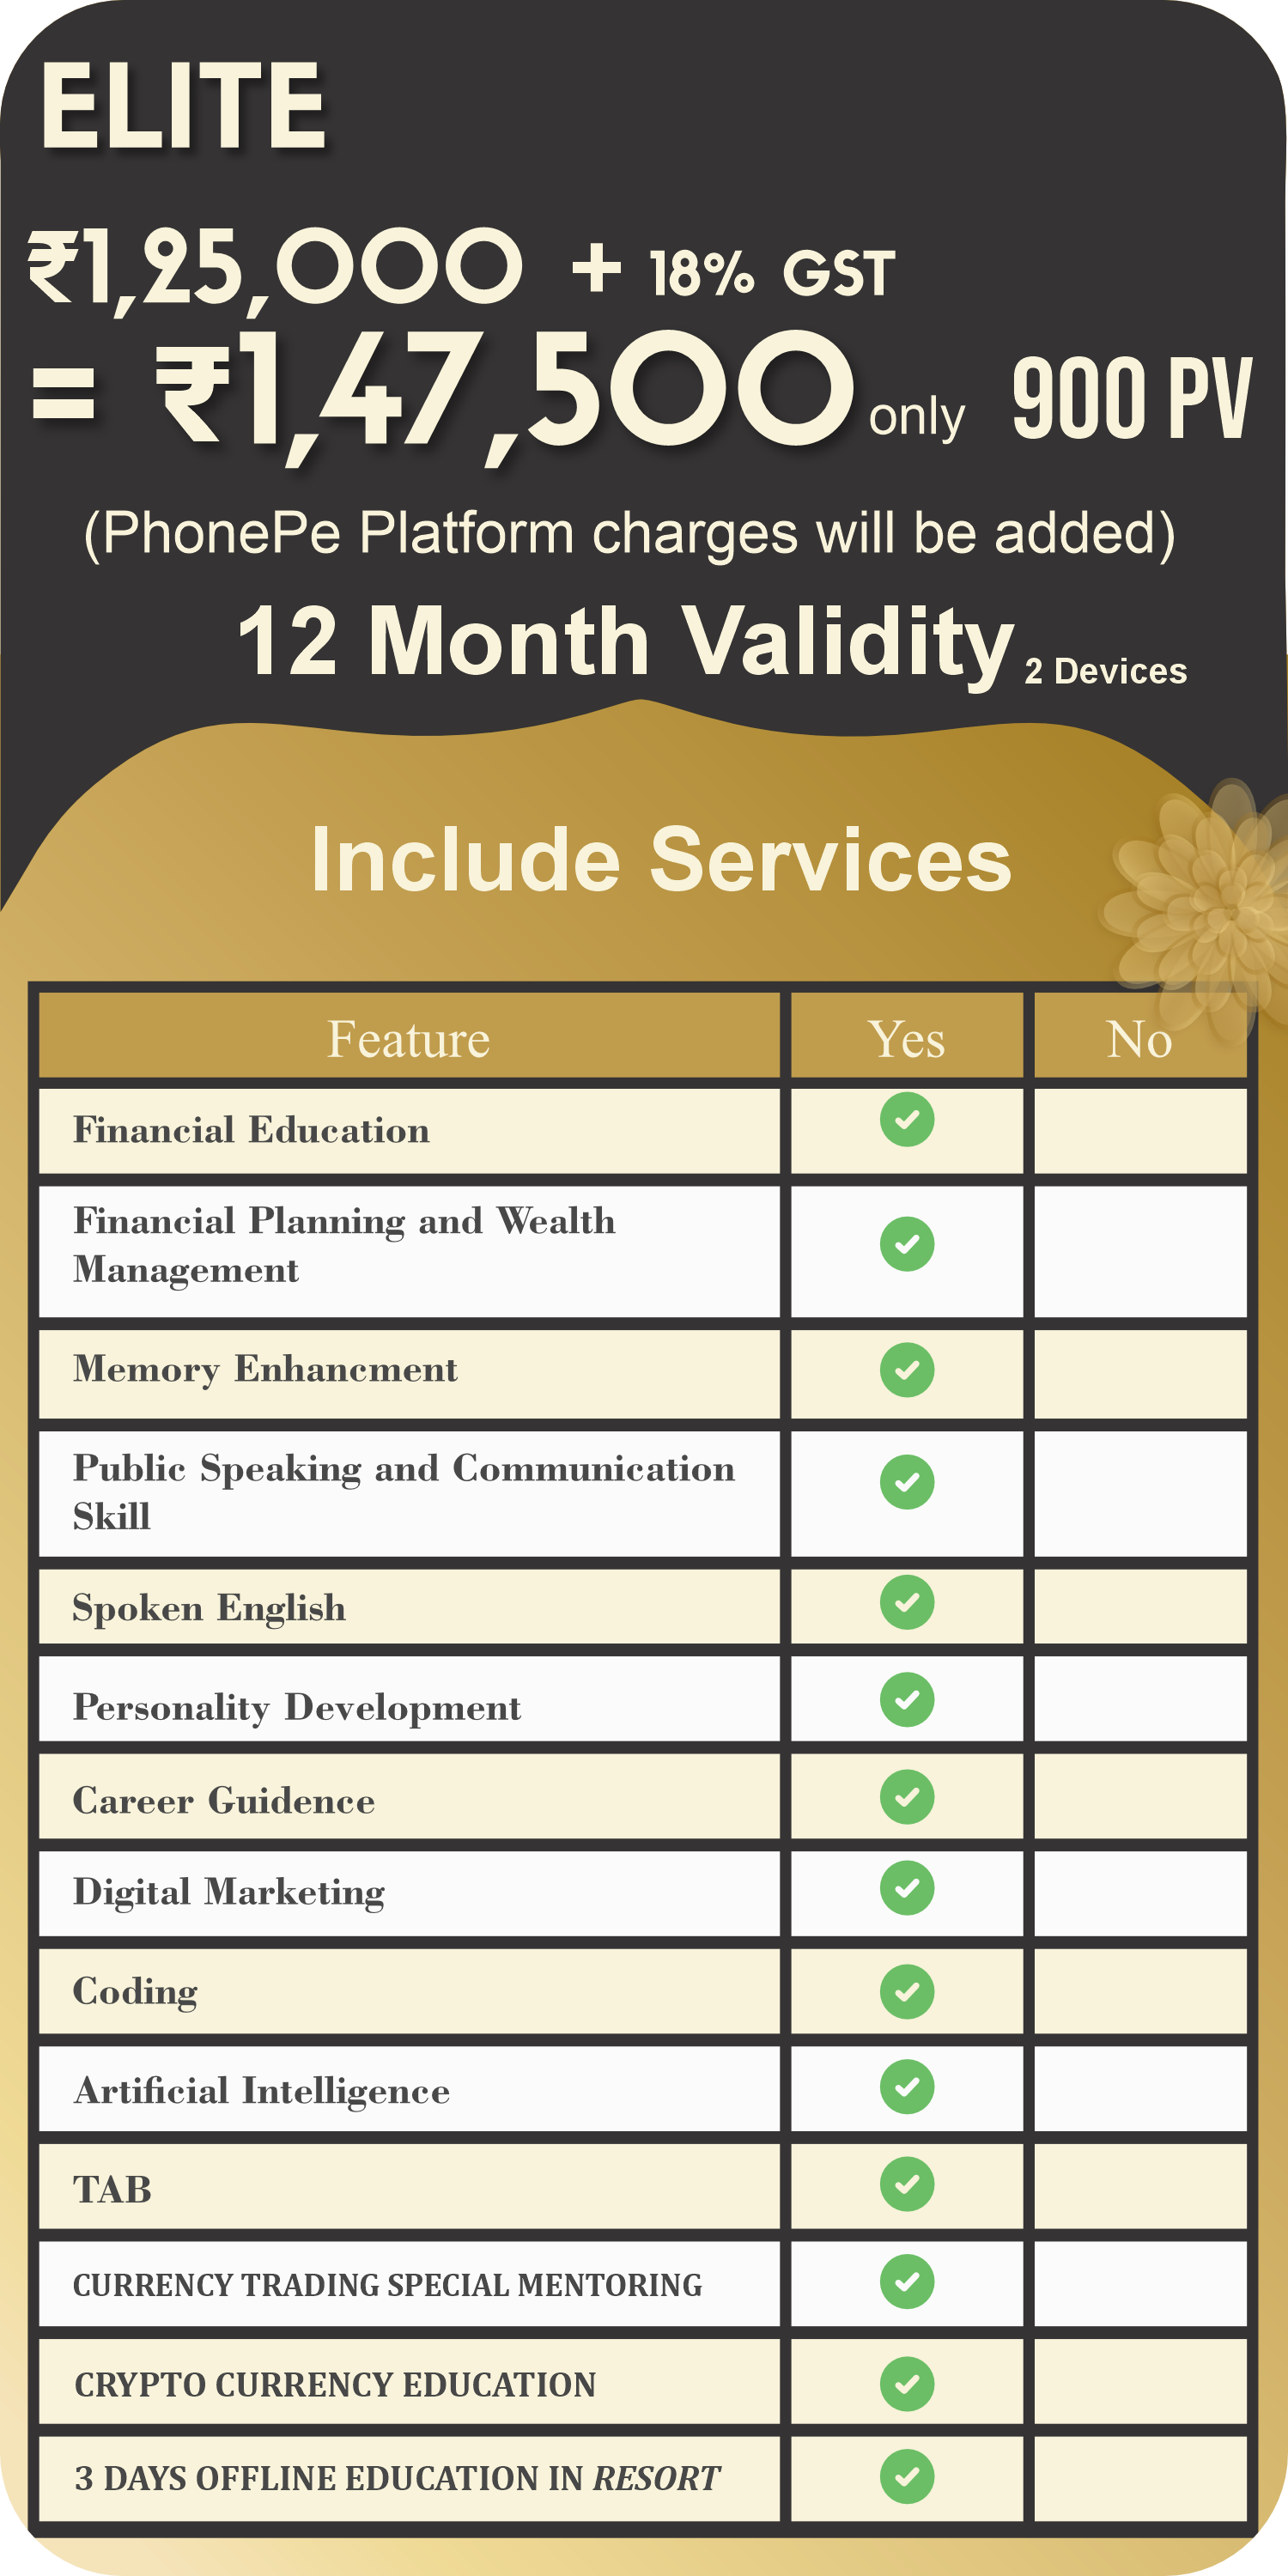 ELITE
₹1,25,000 + 18% GST
= ₹1,47,500 only 900 PV
(PhonePe Platform charges will be added)
12 Month Validity 2 Devices
Include Services
Feature Yes No
Financial Education
Financial Planning and Wealth
Management
Memory Enhancment
Public Speaking and Communication
Skill
Spoken English
Personality Development
Career Guidence
Digital Marketing
Coding
Artificial Intelligence
TAB
CURRENCY TRADING SPECIAL MENTORING
CRYPTO CURRENCY EDUCATION
3 DAYS OFFLINE EDUCATION IN RESORT